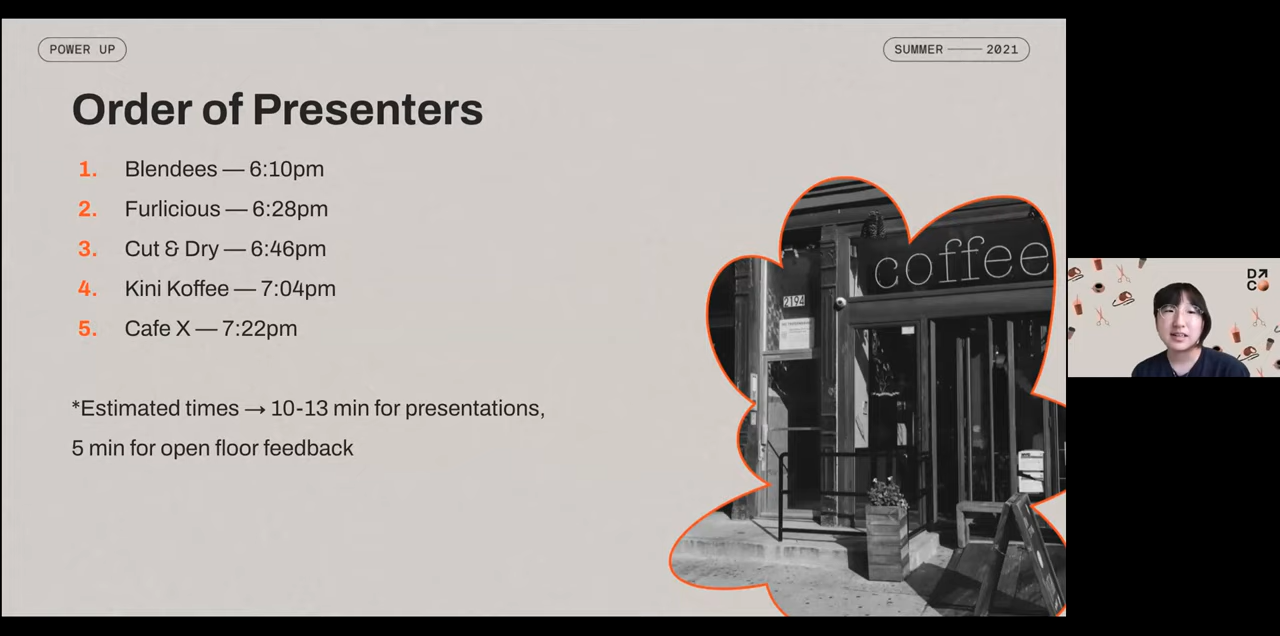 POWER UP
SUMMER — 2021
Order of Presenters
1. Blendees — 6:10pm
2. Furlicious — 6:28pm
3. Cut & Dry — 6:46pm
4. Kini Koffee — 7:04pm
5. Cafe X — 7:22pm
*Estimated times → 10-13 min for presentations,
5 min for open floor feedback
coffee
2194